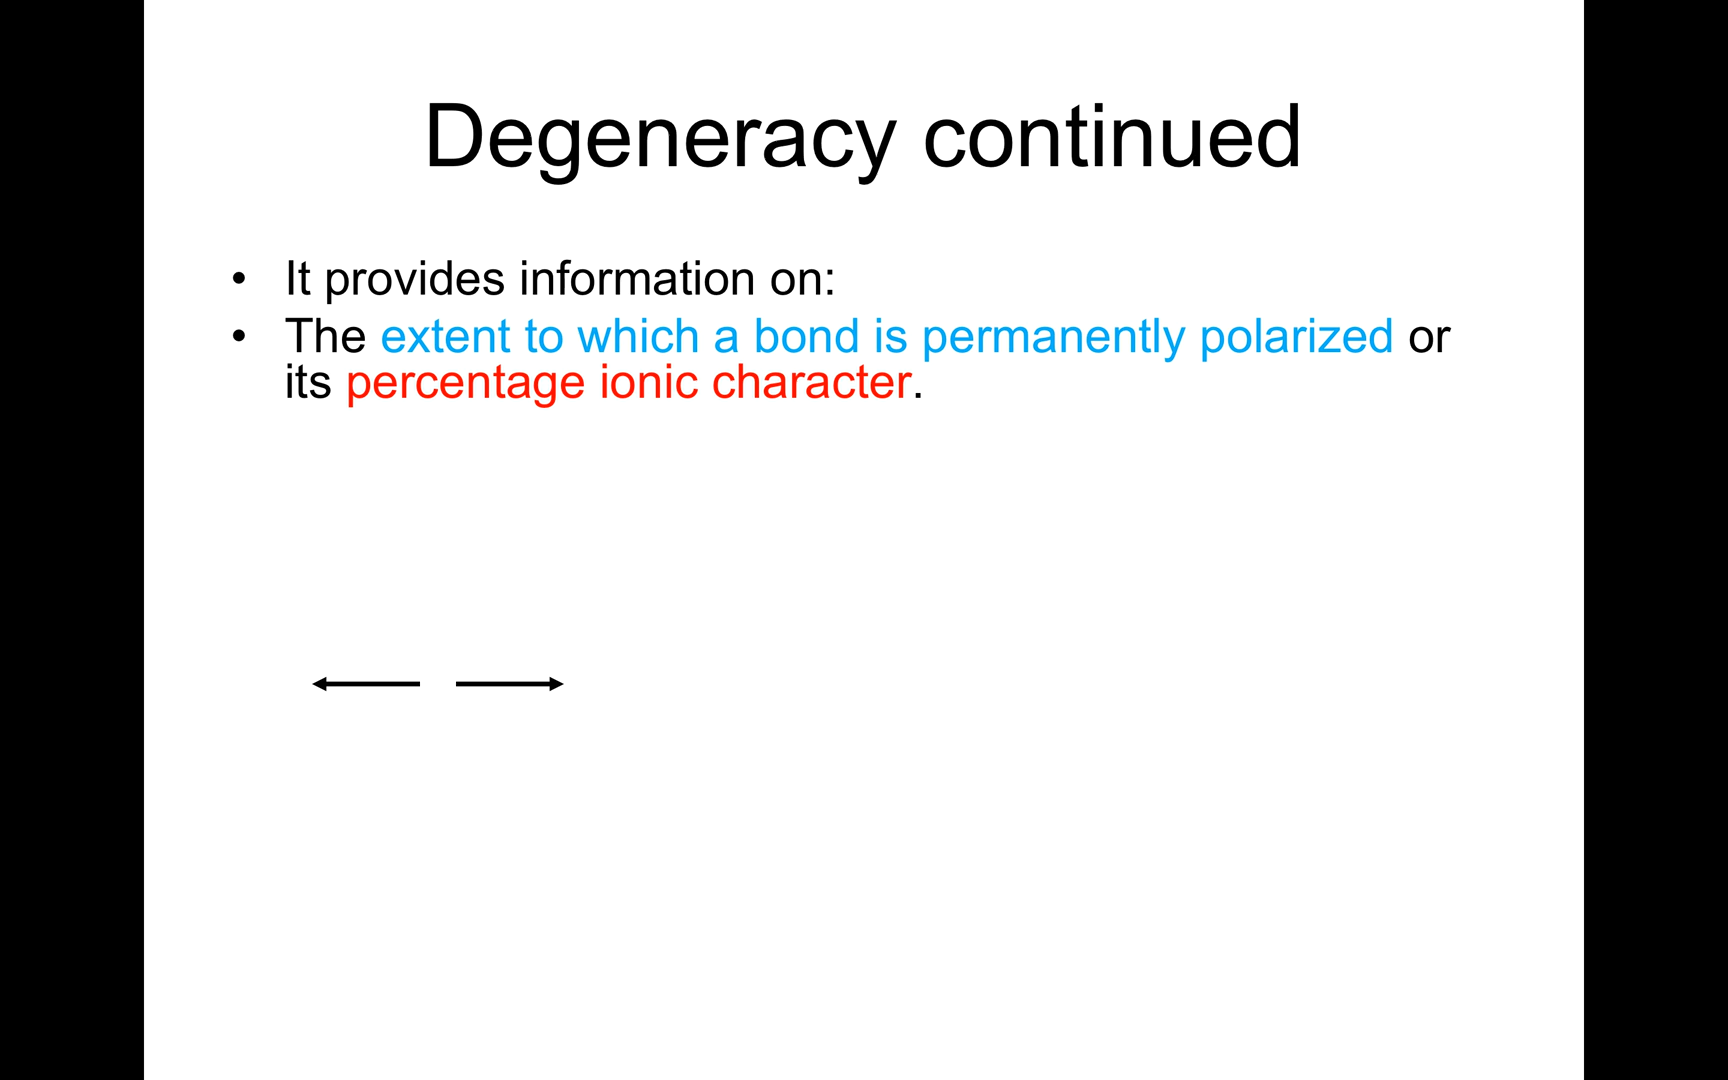 Degeneracy continued
• It provides information on:
• The extent to which a bond is permanently polarized or
its percentage ionic character.